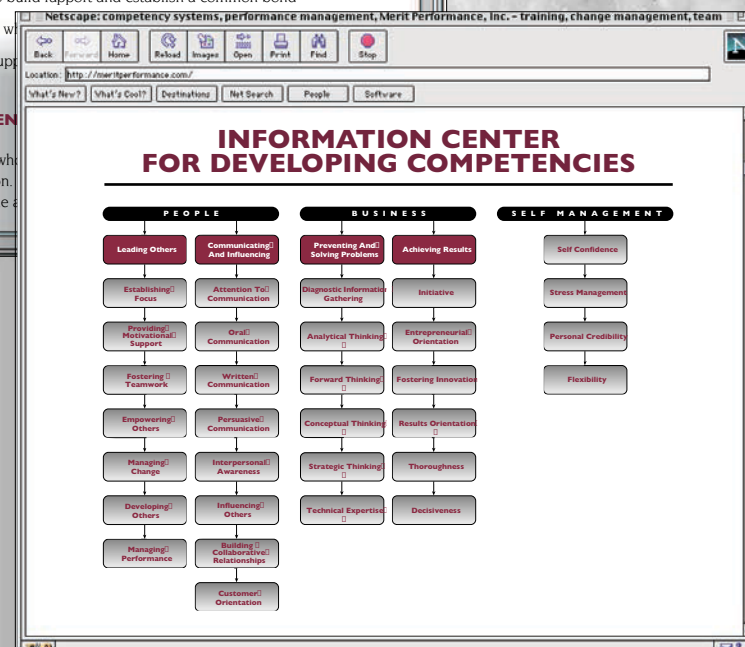 build support and establish a common bond
Netscape: competency systems, performance management, Merit Performance, Inc. - training, change management, team
Back Forward Home Reload Images Open Print Find Stop
Location: http://meritperformance.com/
What's New? What's Cool? Destinations Net Search People Software
N
INFORMATION CENTER
FOR DEVELOPING COMPETENCIES
PEOPLE
Leading Others
Establishing
Focus
Providing
Motivational
Support
Fostering
Teamwork
Empowering
Others
Managing
Change
Developing
Others
Managing
Performance
Communicating
And Influencing
Attention To
Communication
Oral
Communication
Written
Communication
Persuasive
Communication
Interpersonal
Awareness
Influencing
Others
Building
Collaborative
Relationships
Customer
Orientation
BUSINESS
Preventing And
Solving Problems
Diagnostic Information
Gathering
Analytical Thinking
Forward Thinking
Conceptual Thinking
Strategic Thinking
Technical Expertise
Achieving Results
Initiative
Entrepreneurial
Orientation
Fostering Innovation
Results Orientation
Thoroughness
Decisiveness
SELF MANAGEMENT
Self Confidence
Stress Management
Personal Credibility
Flexibility